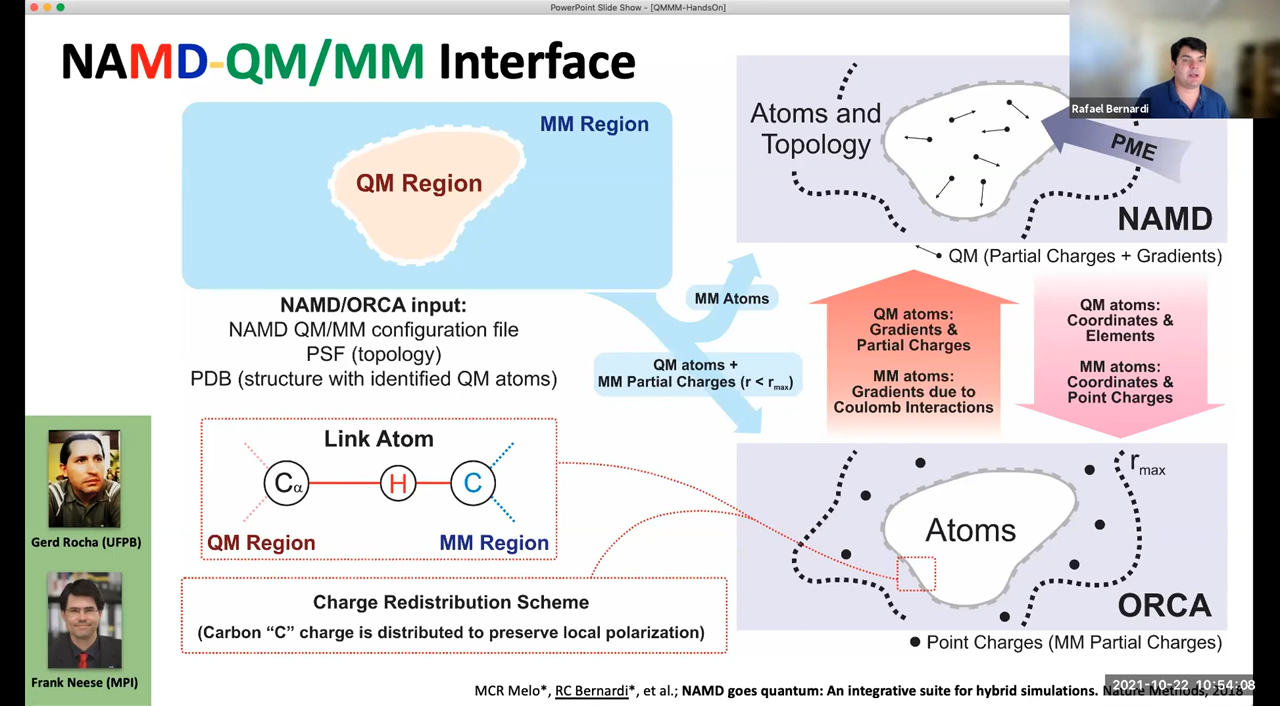 PowerPoint Slide Show - [QMMM-HandsOn]
NAMD-QM/MM Interface
MM Region
QM Region
NAMD/ORCA input:
NAMD QM/MM configuration file
PSF (topology)
PDB (structure with identified QM atoms)
MM Atoms
QM atoms +
MM Partial Charges (r < rmax)
Rafael Bernardi
Atoms and
Topology
PME
NAMD
QM (Partial Charges + Gradients)
QM atoms:
Gradients &
Partial Charges
MM atoms:
Gradients due to
Coulomb Interactions
QM atoms:
Coordinates &
Elements
MM atoms:
Coordinates &
Point Charges
Link Atom
Cα H C
QM Region MM Region
Charge Redistribution Scheme
(Carbon “C” charge is distributed to preserve local polarization)
rmax
Atoms
ORCA
Point Charges (MM Partial Charges)
Gerd Rocha (UFPB)
Frank Neese (MPI)
MCR Melo*, RC Bernardi*, et al.; NAMD goes quantum: An integrative suite for hybrid simulations. Nature Methods, 2018
2021-10-22 10:54:08